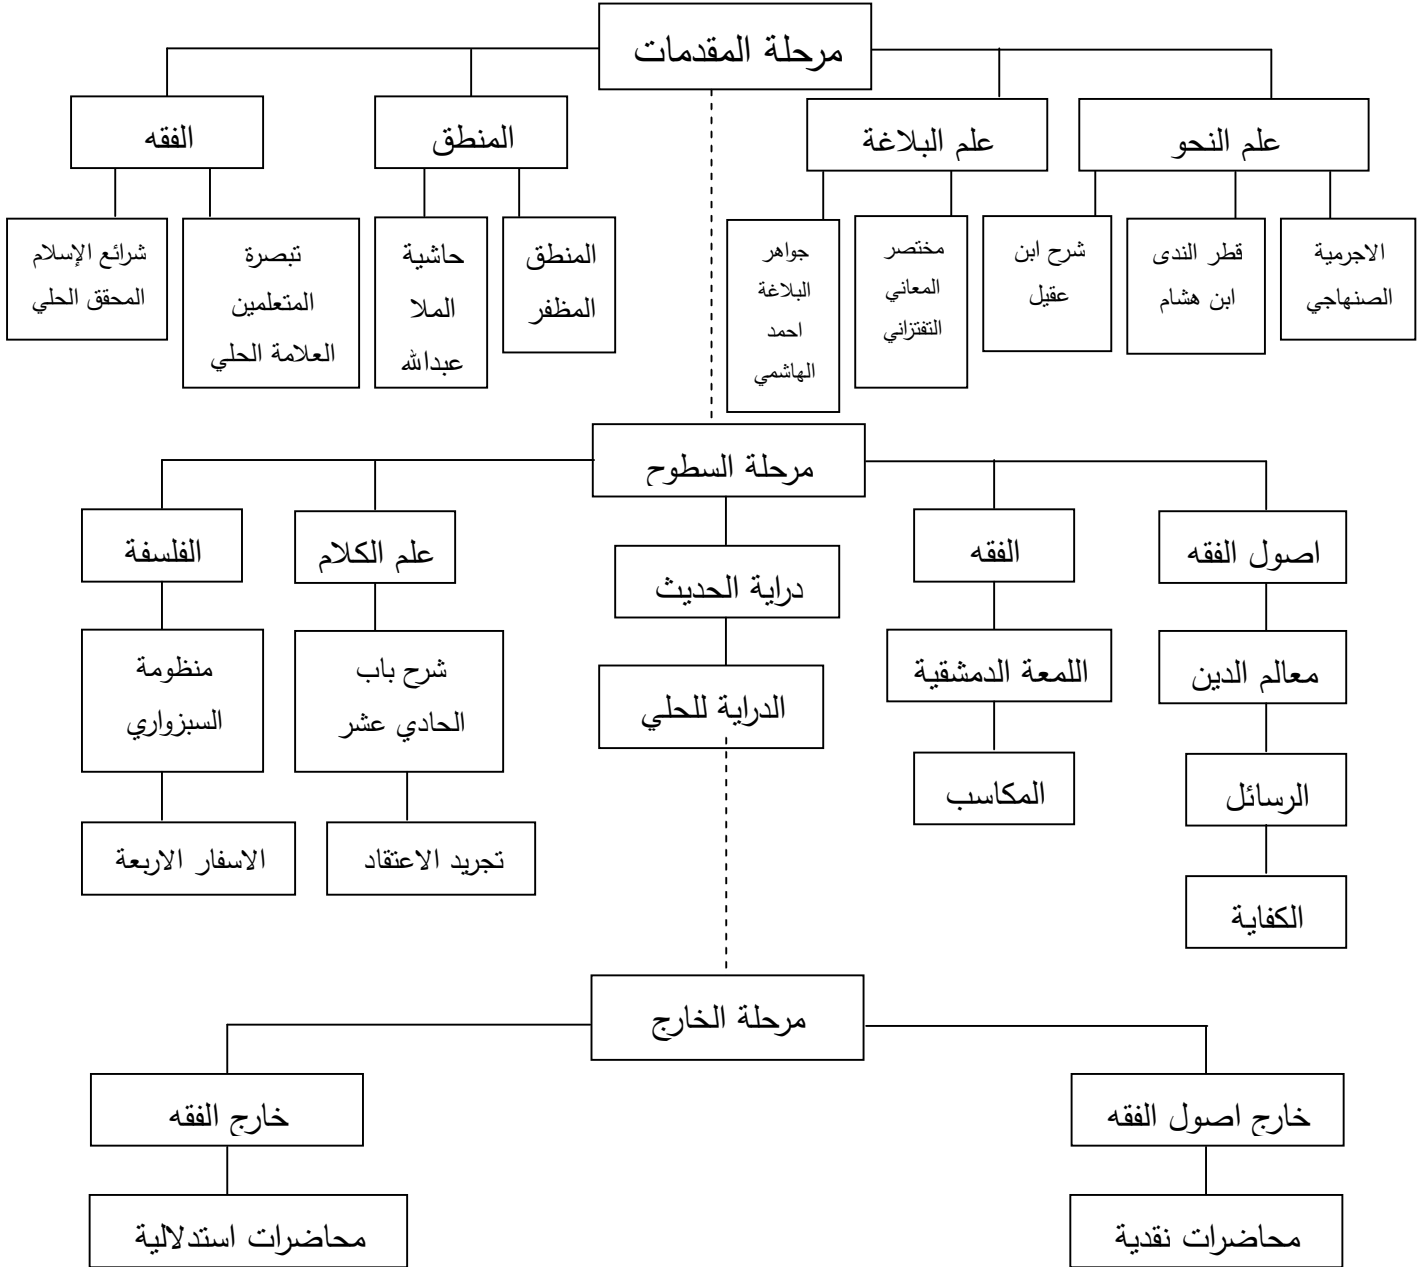 مرحلة المقدمات
علم النحو
علم البلاغة
المنطق
الفقه
الاجرمية
الصنهاجي
قطر الندى
ابن هشام
شرح ابن
عقيل
مختصر
المعاني
التفتزاني
جواهر
البلاغة
احمد
الهاشمي
المنطق
المظفر
حاشية
الملا
عبدالله
تبصرة
المتعلمين
العلامة الحلي
شرائع الإسلام
المحقق الحلي
مرحلة السطوح
اصول الفقه
الفقه
دراية الحديث
علم الكلام
الفلسفة
معالم الدين
اللمعة الدمشقية
الدراية للحلي
شرح باب
الحادي عشر
منظومة
السبزواري
الرسائل
المكاسب
تجريد الاعتقاد
الاسفار الاربعة
الكفاية
مرحلة الخارج
خارج اصول الفقه
خارج الفقه
محاضرات نقدية
محاضرات استدلالية